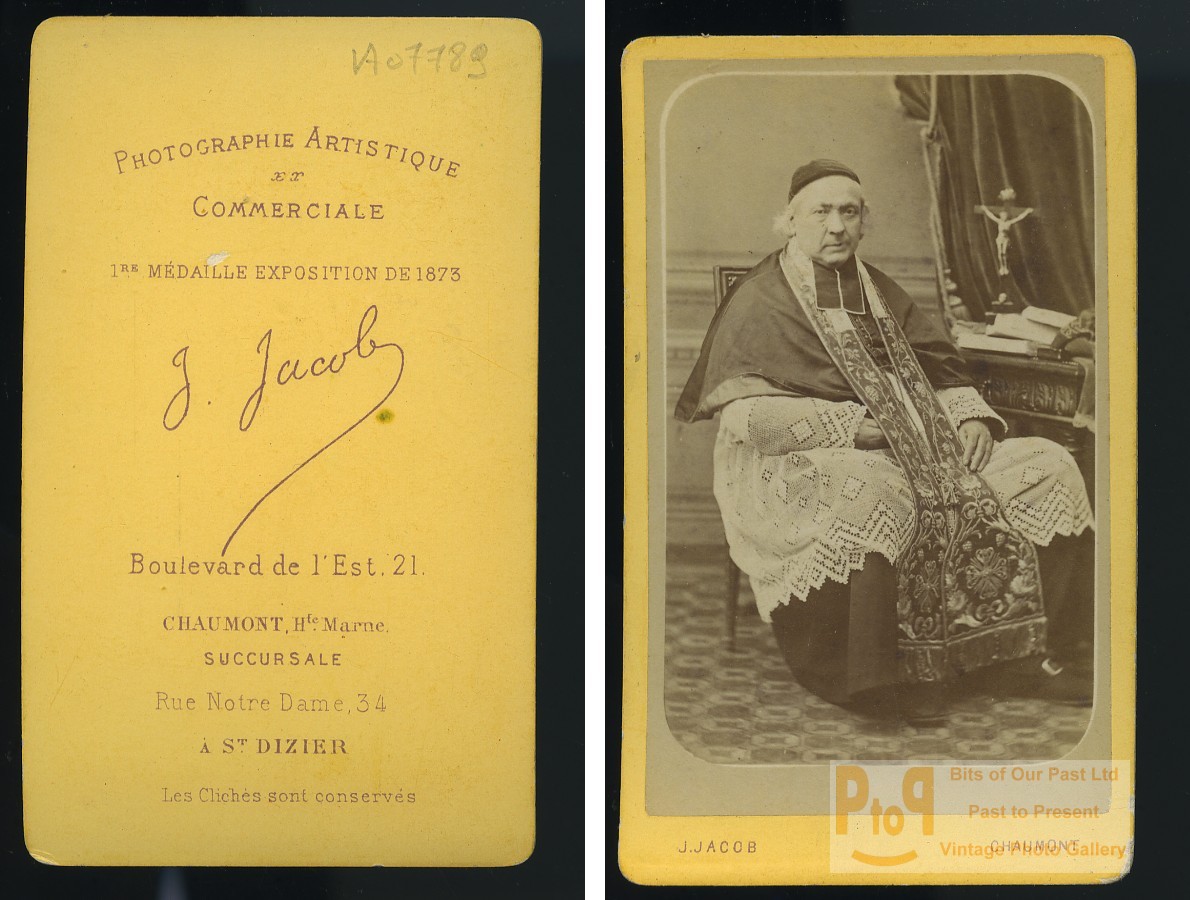 VA07789
PHOTOGRAPHIE ARTISTIQUE
ET
COMMERCIALE
1RE MÉDAILLE EXPOSITION DE 1873
J. Jacob
Boulevard de l'Est, 21.
CHAUMONT, Hte Marne.
SUCCURSALE
Rue Notre Dame, 34
À ST DIZIER
Les Clichés sont conservés
J. JACOB
CHAUMONT
PtoP
Bits of Our Past Ltd
Past to Present
Vintage Photo Gallery